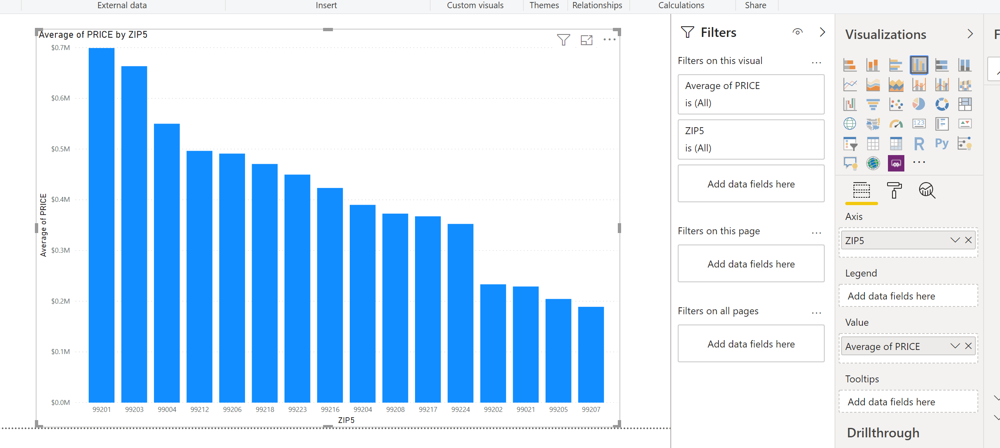 External data
Insert
Custom visuals
Themes
Relationships
Calculations
Share
Average of PRICE by ZIP5
$0.7M
$0.6M
$0.5M
$0.4M
$0.3M
$0.2M
$0.1M
$0.0M
Average of PRICE
99201 99203 99004 99212 99206 99218 99223 99216 99204 99208 99217 99224 99202 99021 99205 99207
ZIP5
Filters
Filters on this visual
...
Average of PRICE
is (All)
ZIP5
is (All)
Add data fields here
Filters on this page
...
Add data fields here
Filters on all pages
...
Add data fields here
Visualizations
123
R
Py
...
Axis
ZIP5
Legend
Add data fields here
Value
Average of PRICE
Tooltips
Add data fields here
Drillthrough
F